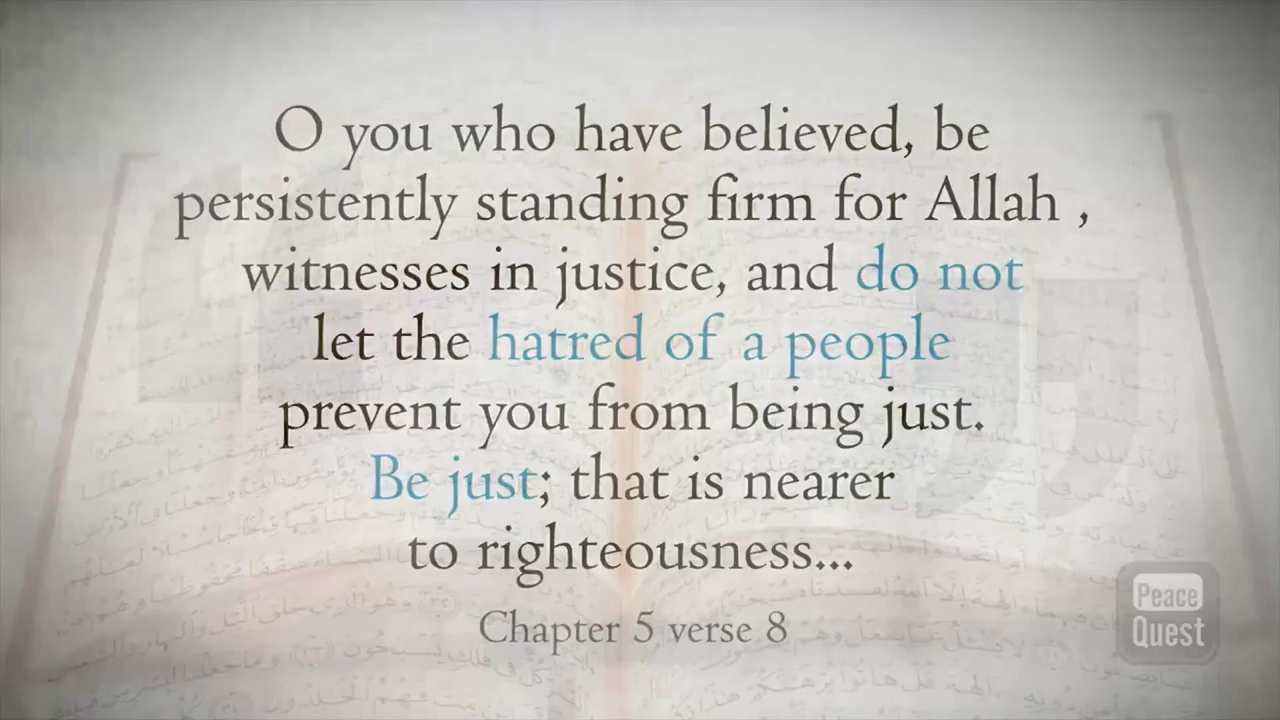 O you who have believed, be
persistently standing firm for Allah ,
witnesses in justice, and do not
let the hatred of a people
prevent you from being just.
Be just; that is nearer
to righteousness...
Chapter 5 verse 8
Peace
Quest